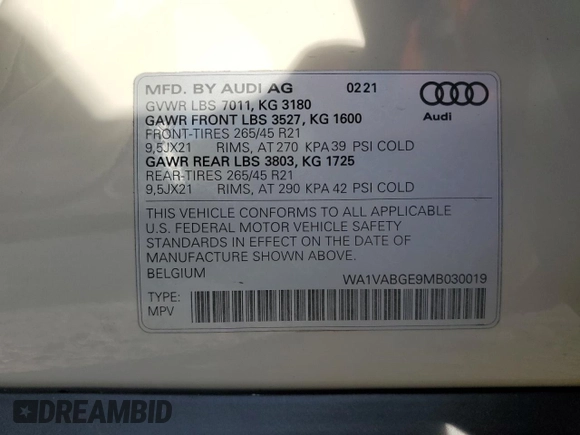 MFD. BY AUDI AG 0221
GVWR LBS 7011, KG 3180
GAWR FRONT LBS 3527, KG 1600
FRONT-TIRES 265/45 R21
9,5JX21 RIMS, AT 270 KPA 39 PSI COLD
GAWR REAR LBS 3803, KG 1725
REAR-TIRES 265/45 R21
9,5JX21 RIMS, AT 290 KPA 42 PSI COLD
Audi
THIS VEHICLE CONFORMS TO ALL APPLICABLE
U.S. FEDERAL MOTOR VEHICLE SAFETY
STANDARDS IN EFFECT ON THE DATE OF
MANUFACTURE SHOWN ABOVE.
BELGIUM WA1VABGE9MB030019
TYPE:
MPV
DREAMBID